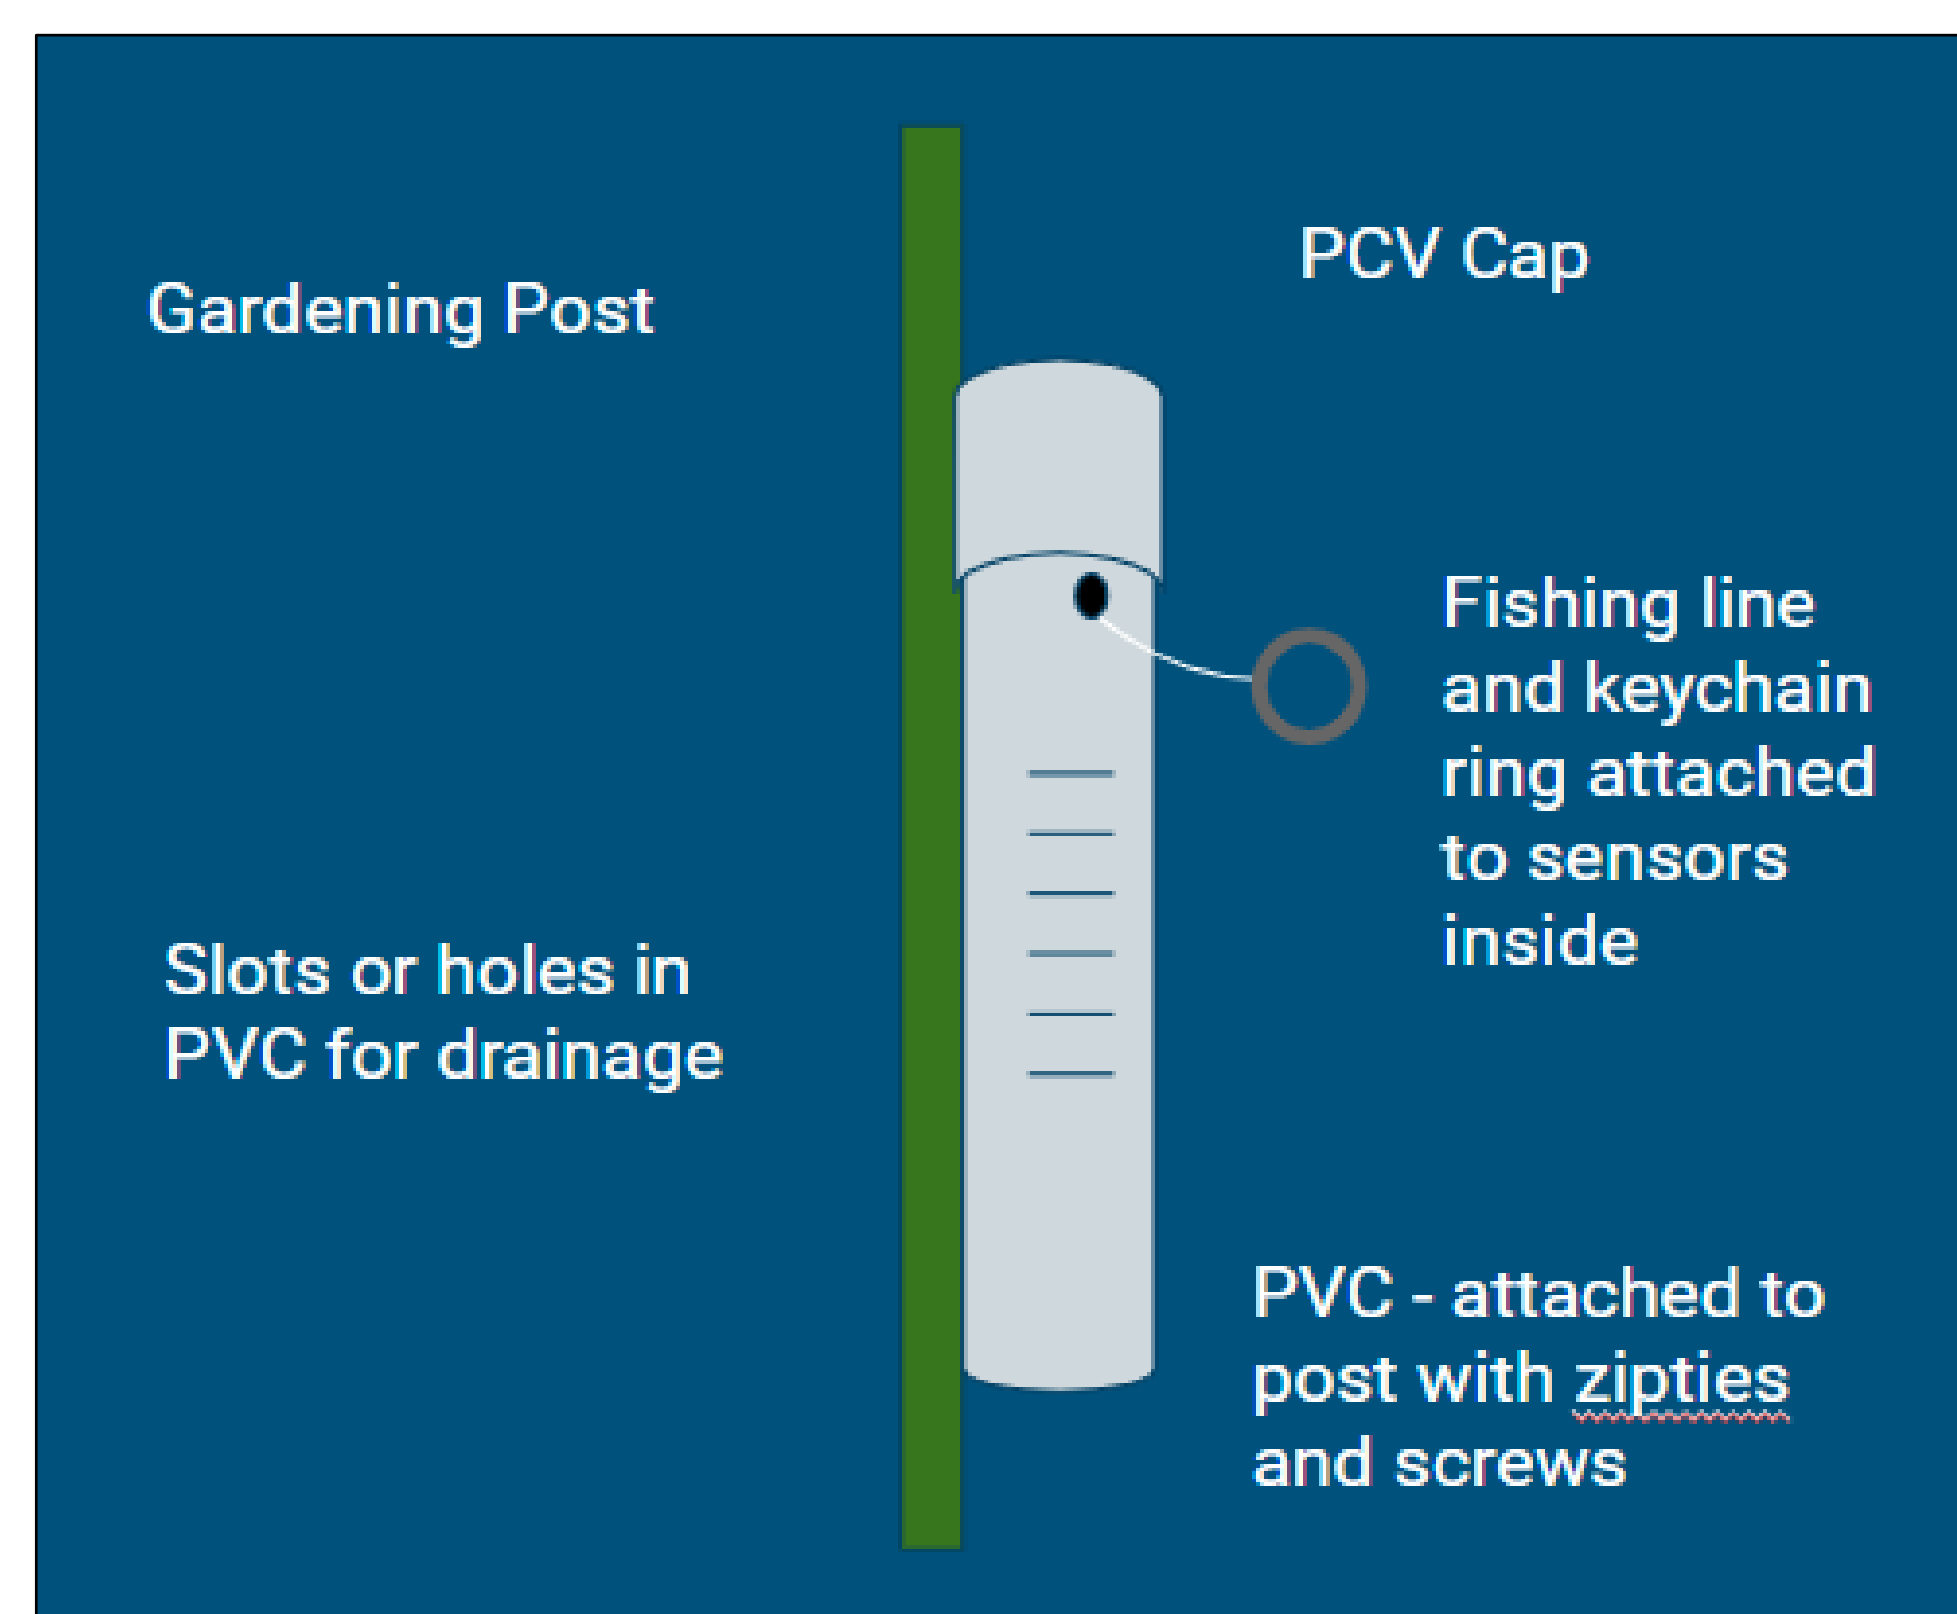 Gardening Post
PCV Cap
Fishing line
and keychain
ring attached
to sensors
inside
Slots or holes in
PVC for drainage
PVC - attached to
post with zipties
and screws